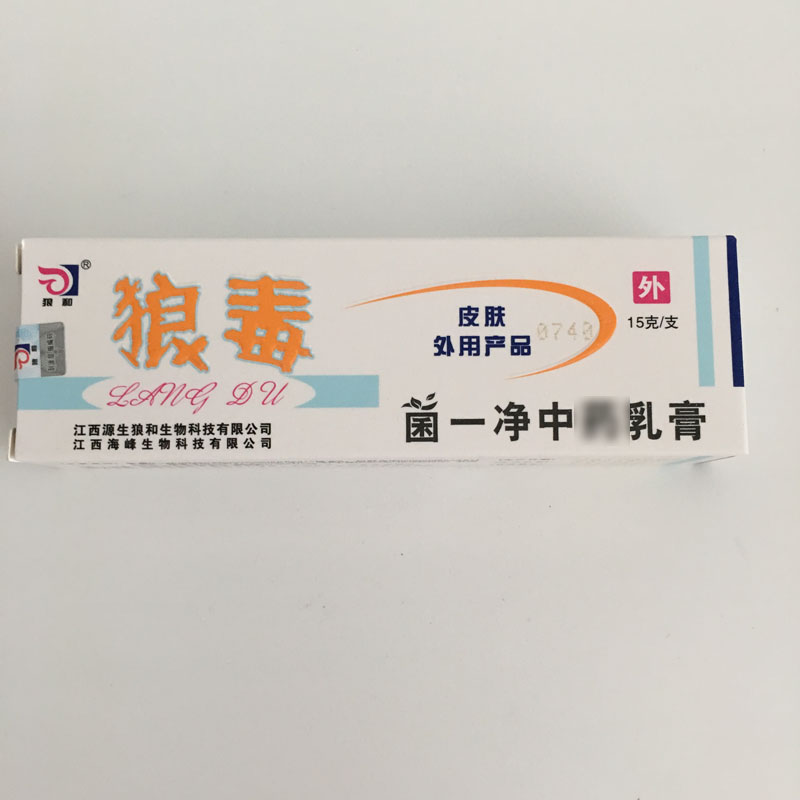 狼和®
狼毒
LANG DU
江西源生狼和生物科技有限公司
江西海峰生物科技有限公司
皮肤
外用产品
0740
外
15克/支
菌一净中 乳膏